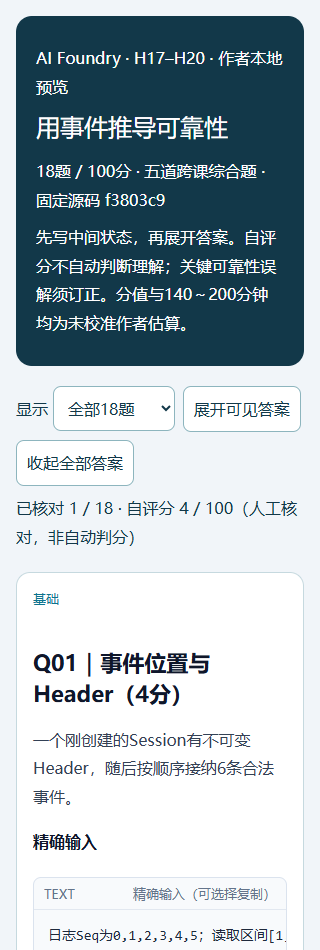 AI Foundry · H17–H20 · 作者本地
预览
用事件推导可靠性
18题 / 100分 · 五道跨课综合题 ·
固定源码 f3803c9
先写中间状态，再展开答案。自评
分不自动判断理解；关键可靠性误
解须订正。分值与140～200分钟
均为未校准作者估算。
显示 全部18题 展开可见答案
收起全部答案
已核对 1 / 18 · 自评分 4 / 100（人工核
对，非自动判分）
基础
Q01｜事件位置与
Header（4分）
一个刚创建的Session有不可变
Header，随后按顺序接纳6条合法
事件。
精确输入
TEXT 精确输入（可选择复制）
日志Seq为0,1,2,3,4,5; 读取区间[1,